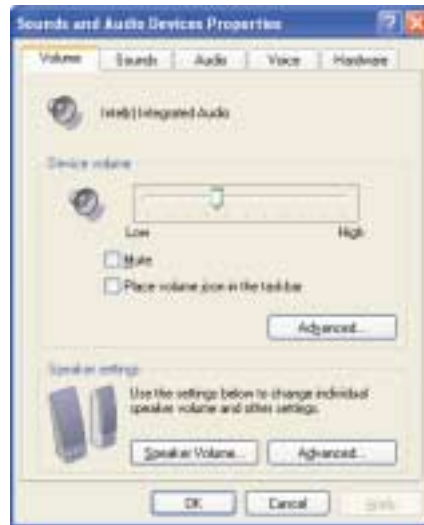 Sounds and Audio Devices Properties
Volume Sounds Audio Voice Hardware
Intel(r) Integrated Audio
Device volume
Low High
Mute
Place volume icon in the taskbar
Advanced...
Speaker settings
Use the settings below to change individual
speaker volume and other settings.
Speaker Volume... Advanced...
OK Cancel Apply